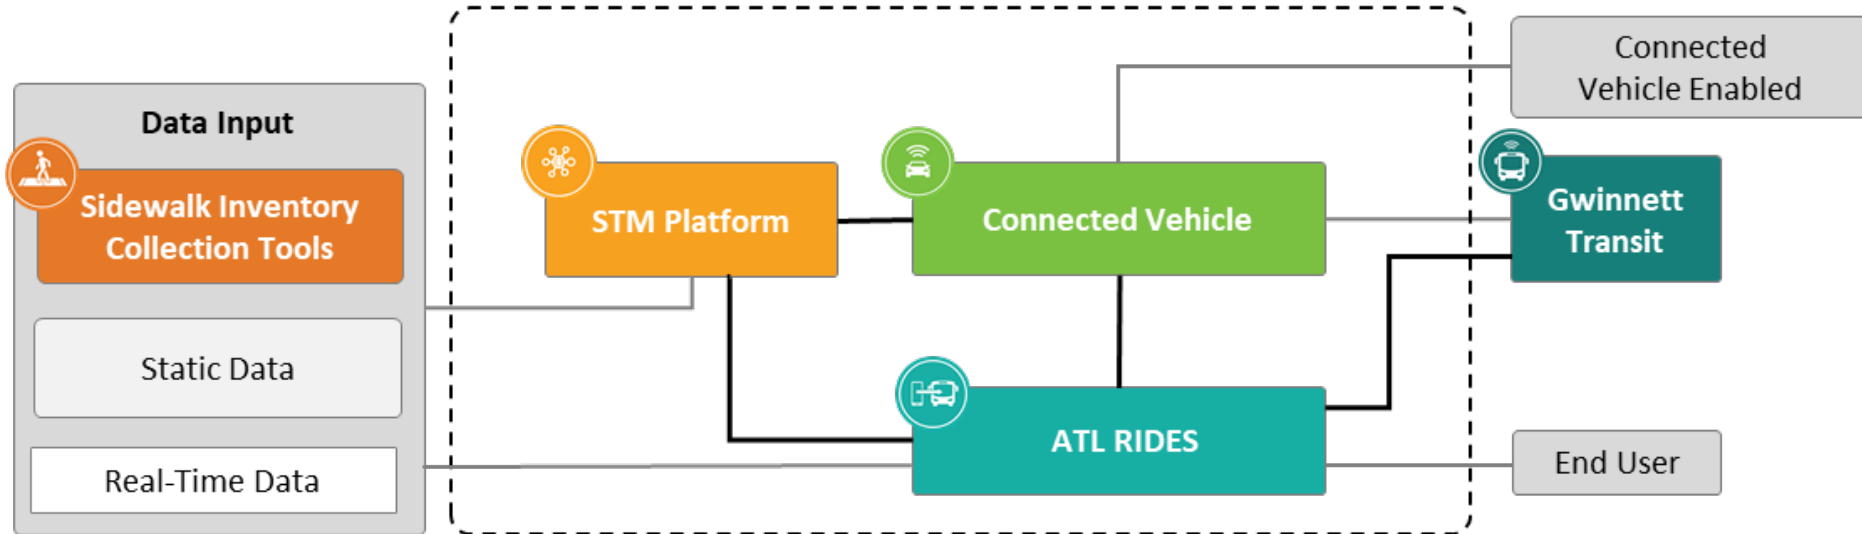 Data Input
Sidewalk Inventory
Collection Tools
Static Data
Real-Time Data
STM Platform
Connected Vehicle
ATL RIDES
Connected
Vehicle Enabled
Gwinnett
Transit
End User